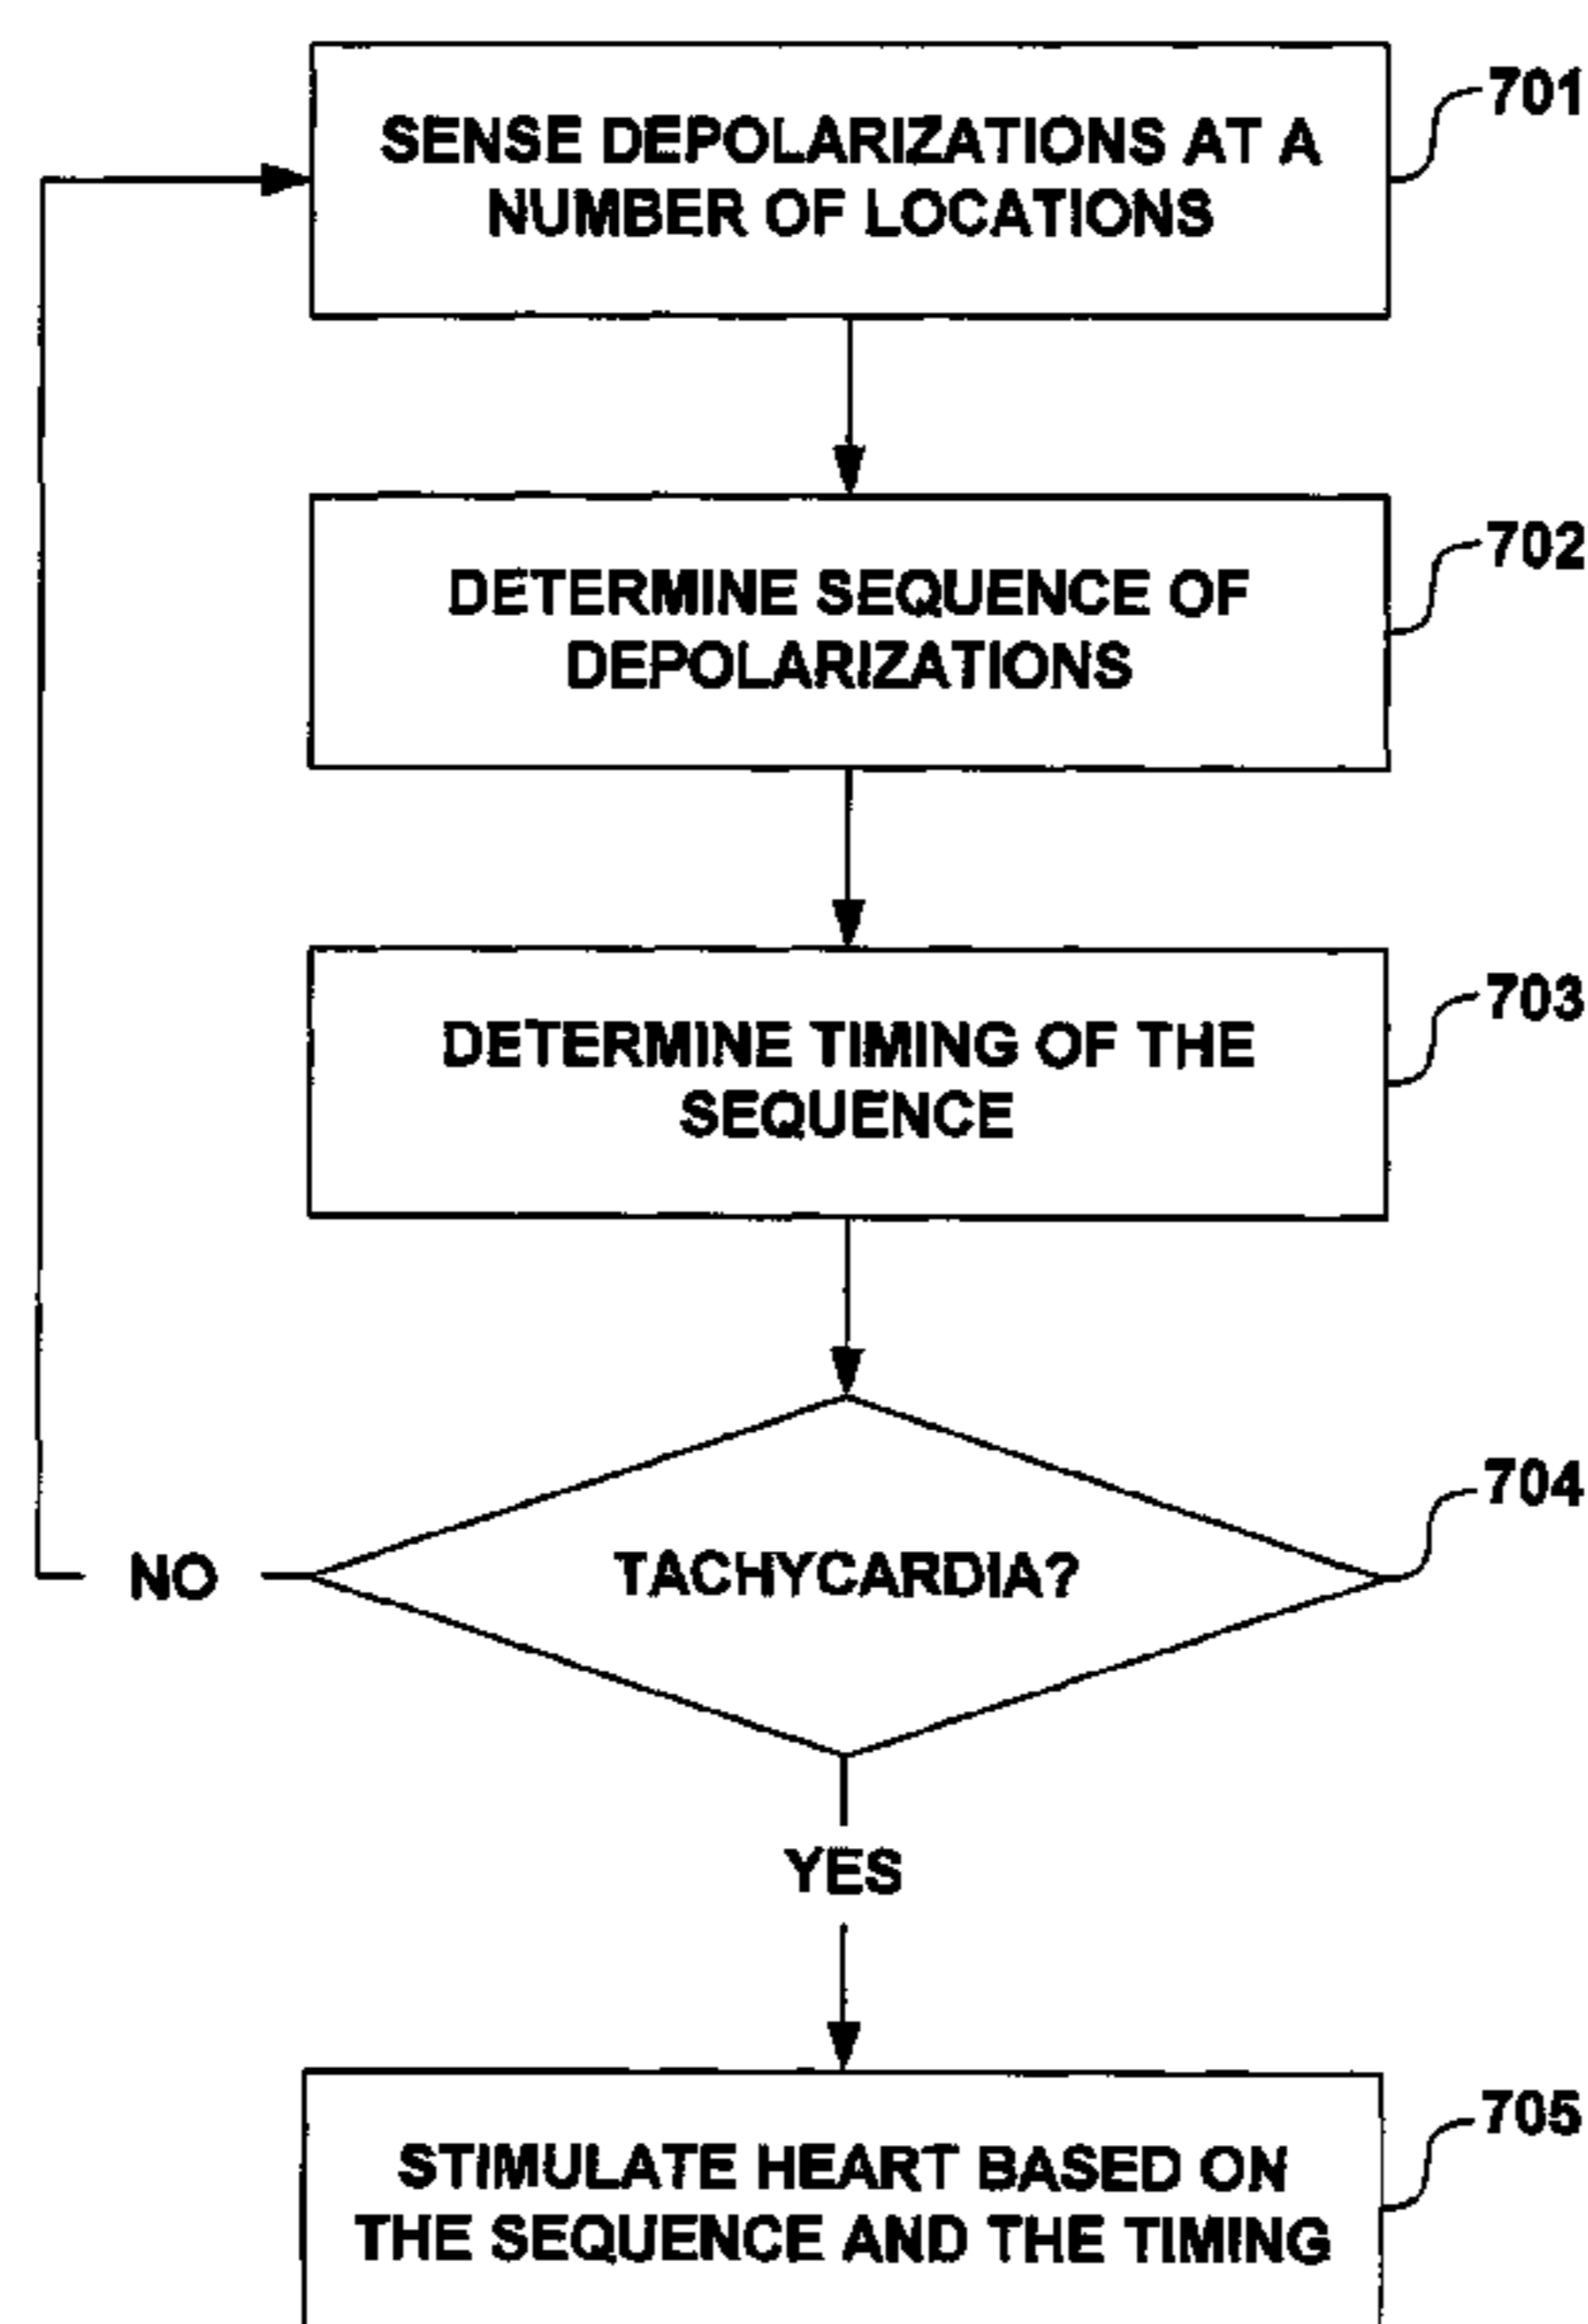 SENSE DEPOLARIZATIONS AT A
NUMBER OF LOCATIONS
701
DETERMINE SEQUENCE OF
DEPOLARIZATIONS
702
DETERMINE TIMING OF THE
SEQUENCE
703
TACHYCARDIA?
704
NO
YES
STIMULATE HEART BASED ON
THE SEQUENCE AND THE TIMING
705